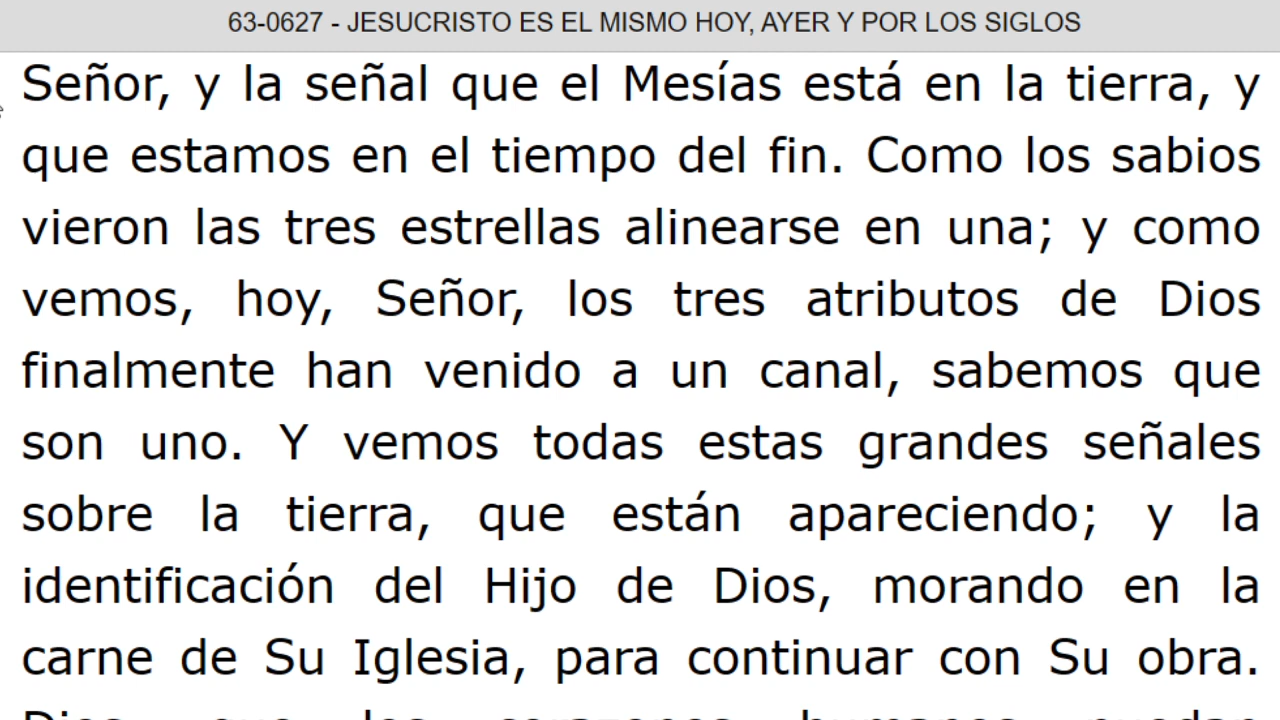 63-0627 - JESUCRISTO ES EL MISMO HOY, AYER Y POR LOS SIGLOS
Señor, y la señal que el Mesías está en la tierra, y
que estamos en el tiempo del fin. Como los sabios
vieron las tres estrellas alinearse en una; y como
vemos, hoy, Señor, los tres atributos de Dios
finalmente han venido a un canal, sabemos que
son uno. Y vemos todas estas grandes señales
sobre la tierra, que están apareciendo; y la
identificación del Hijo de Dios, morando en la
carne de Su Iglesia, para continuar con Su obra.